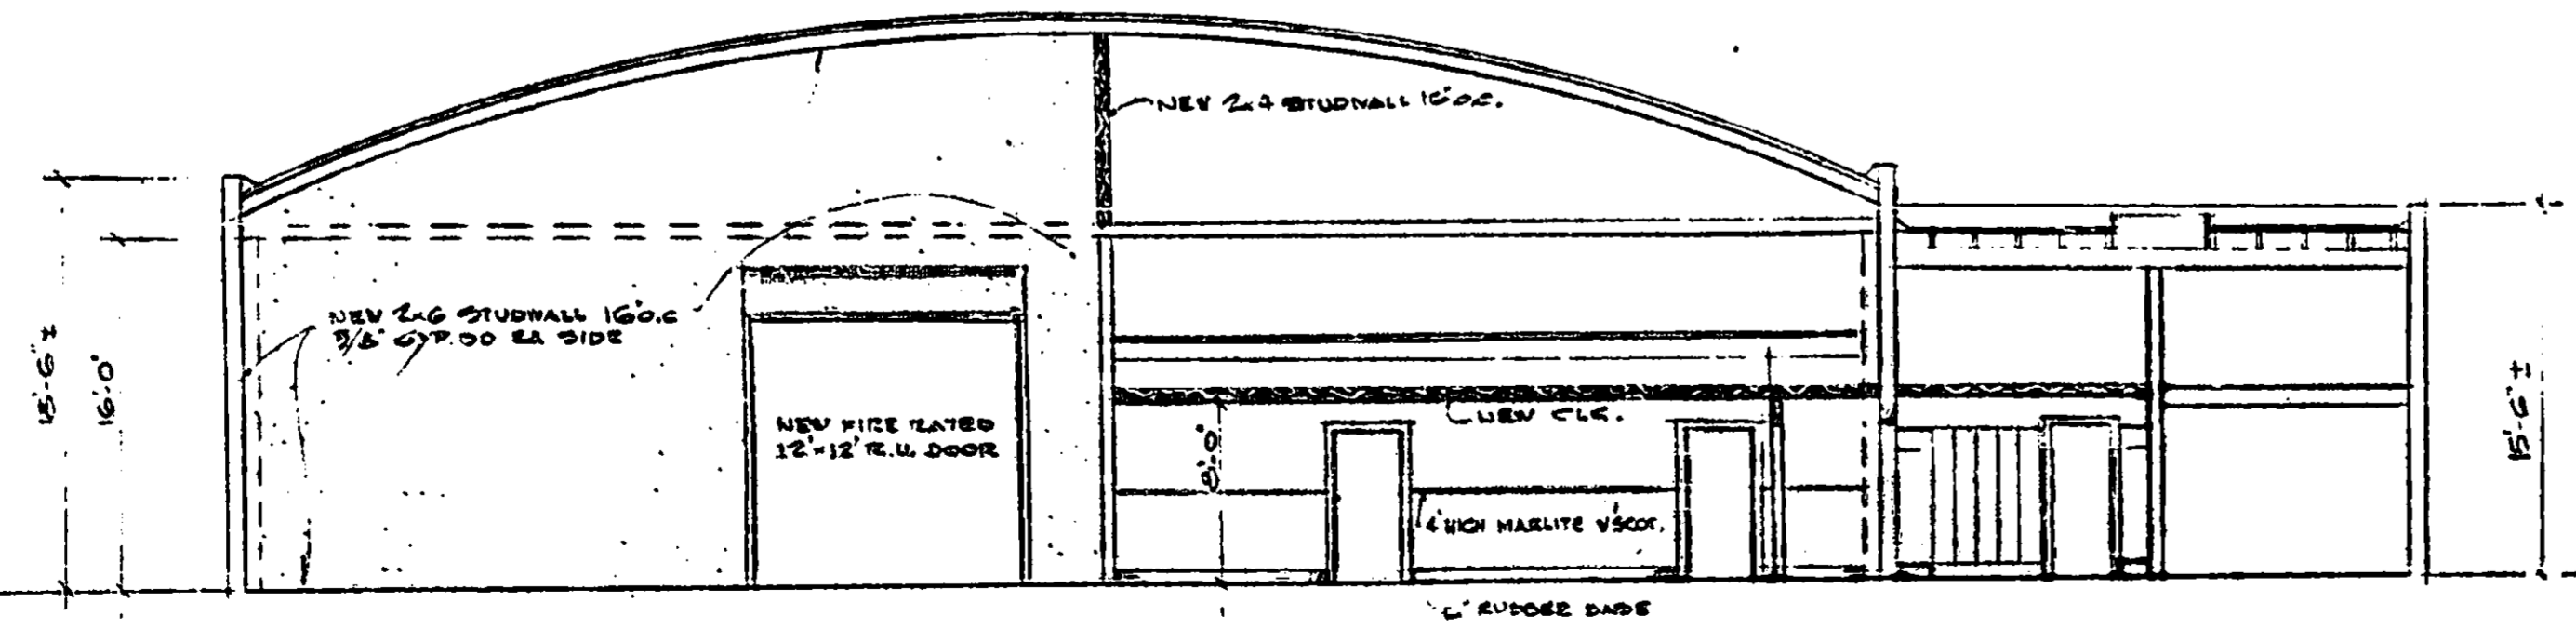 NEW 2x4 STUDWALL 16"O.C.
NEW 2x6 STUDWALL 16"O.C
5/8" GYP. BD EA SIDE
18'-6" ±
16'-0"
NEW FIRE RATED
12'x12' R.U. DOOR
NEW CLG.
8'-0"
4' HIGH MARLITE W'SCOT.
RUBBER BASE
15'-6" ±